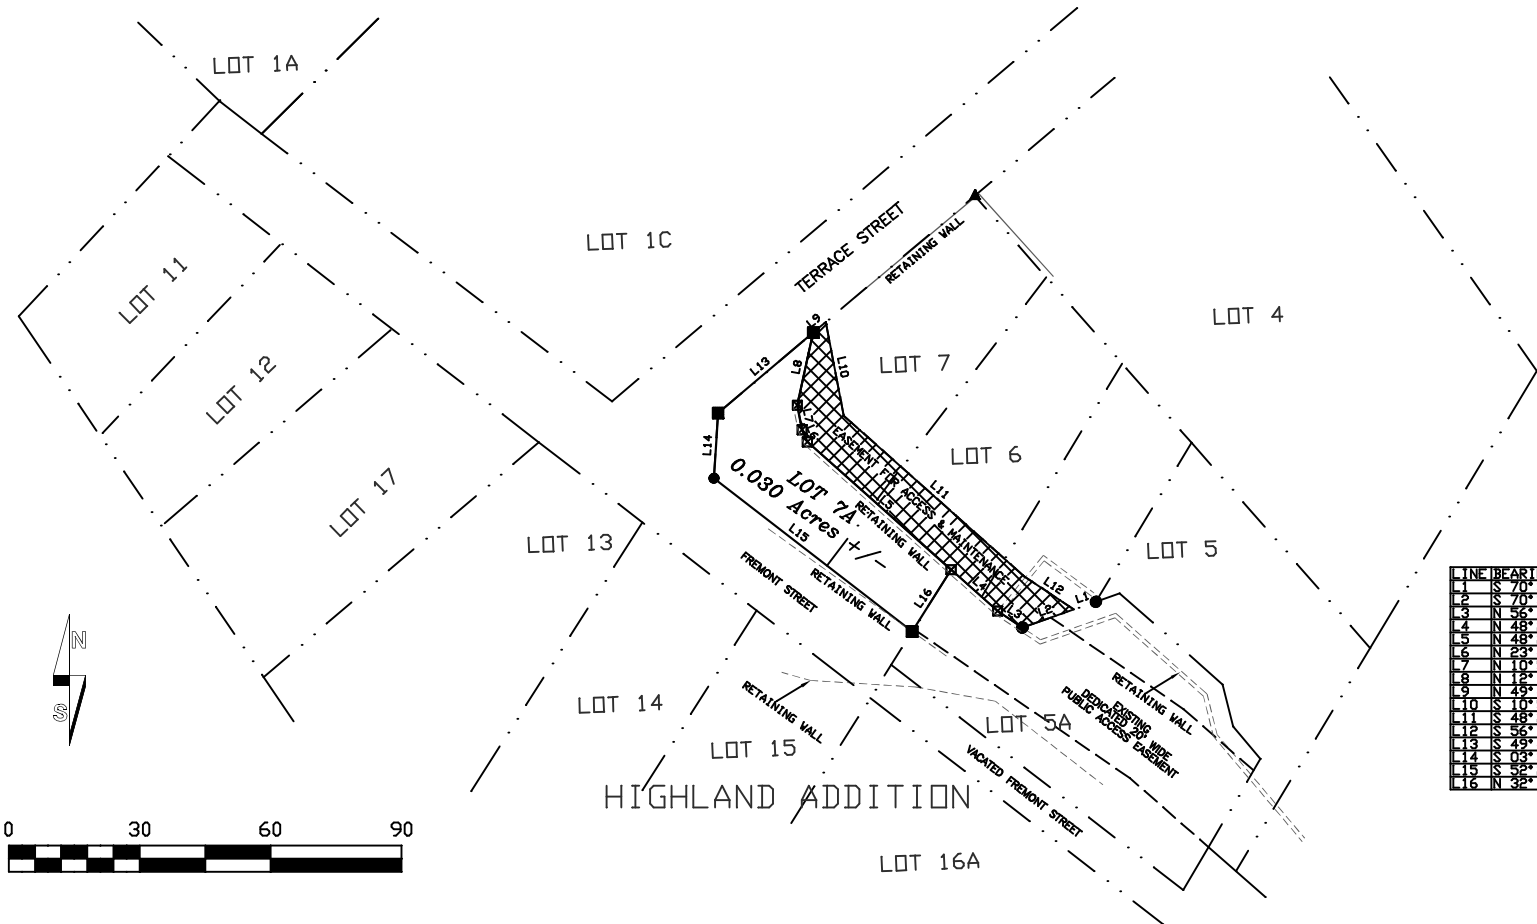 LOT 1A
LOT 1C
TERRACE STREET
RETAINING WALL
LOT 11
LOT 4
L9
LOT 7
L13
L8
L10
LOT 12
L7
L6
L14
EASEMENT FOR ACCESS & MAINTENANCE
LOT 6
L11
LOT 7A
0.030 Acres +/-
L5
RETAINING WALL
LOT 17
L15
LOT 13
LOT 5
FREMONT STREET
RETAINING WALL
L16
L4
L3
L2
L12
L1
LINE BEARI
L1 S 70°
L2 S 70°
L3 N 56°
L4 N 48°
L5 N 48°
L6 N 23°
L7 N 10°
L8 N 12°
L9 N 49°
L10 S 10°
L11 S 48°
L12 S 56°
L13 S 49°
L14 S 03°
L15 S 52°
L16 N 32°
N
S
LOT 14
RETAINING WALL
LOT 15
LOT 5A
RETAINING WALL
EXISTING
DEDICATED 20' WIDE
PUBLIC ACCESS EASEMENT
VACATED FREMONT STREET
HIGHLAND ADDITION
LOT 16A
0 30 60 90